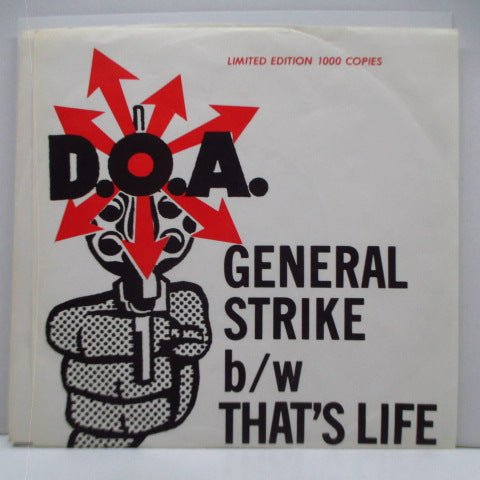 LIMITED EDITION 1000 COPIES
D.O.A.
GENERAL
STRIKE
b/w
THAT'S LIFE